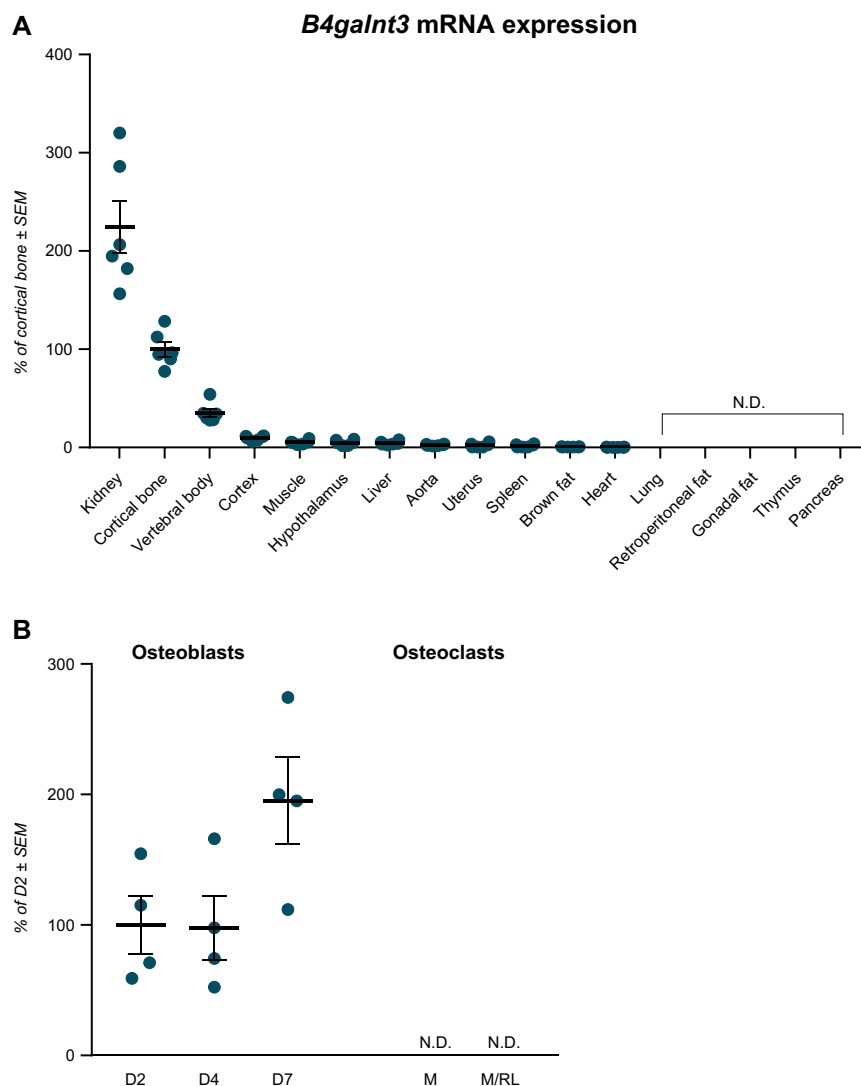 A
B4galnt3 mRNA expression
400
300
200
100
0
% of cortical bone ± SEM
N.D.
Kidney
Cortical bone
Vertebral body
Cortex
Muscle
Hypothalamus
Liver
Aorta
Uterus
Spleen
Brown fat
Heart
Lung
Retroperitoneal fat
Gonadal fat
Thymus
Pancreas
B
Osteoblasts
Osteoclasts
300
200
100
0
% of D2 ± SEM
N.D.
N.D.
D2
D4
D7
M
M/RL